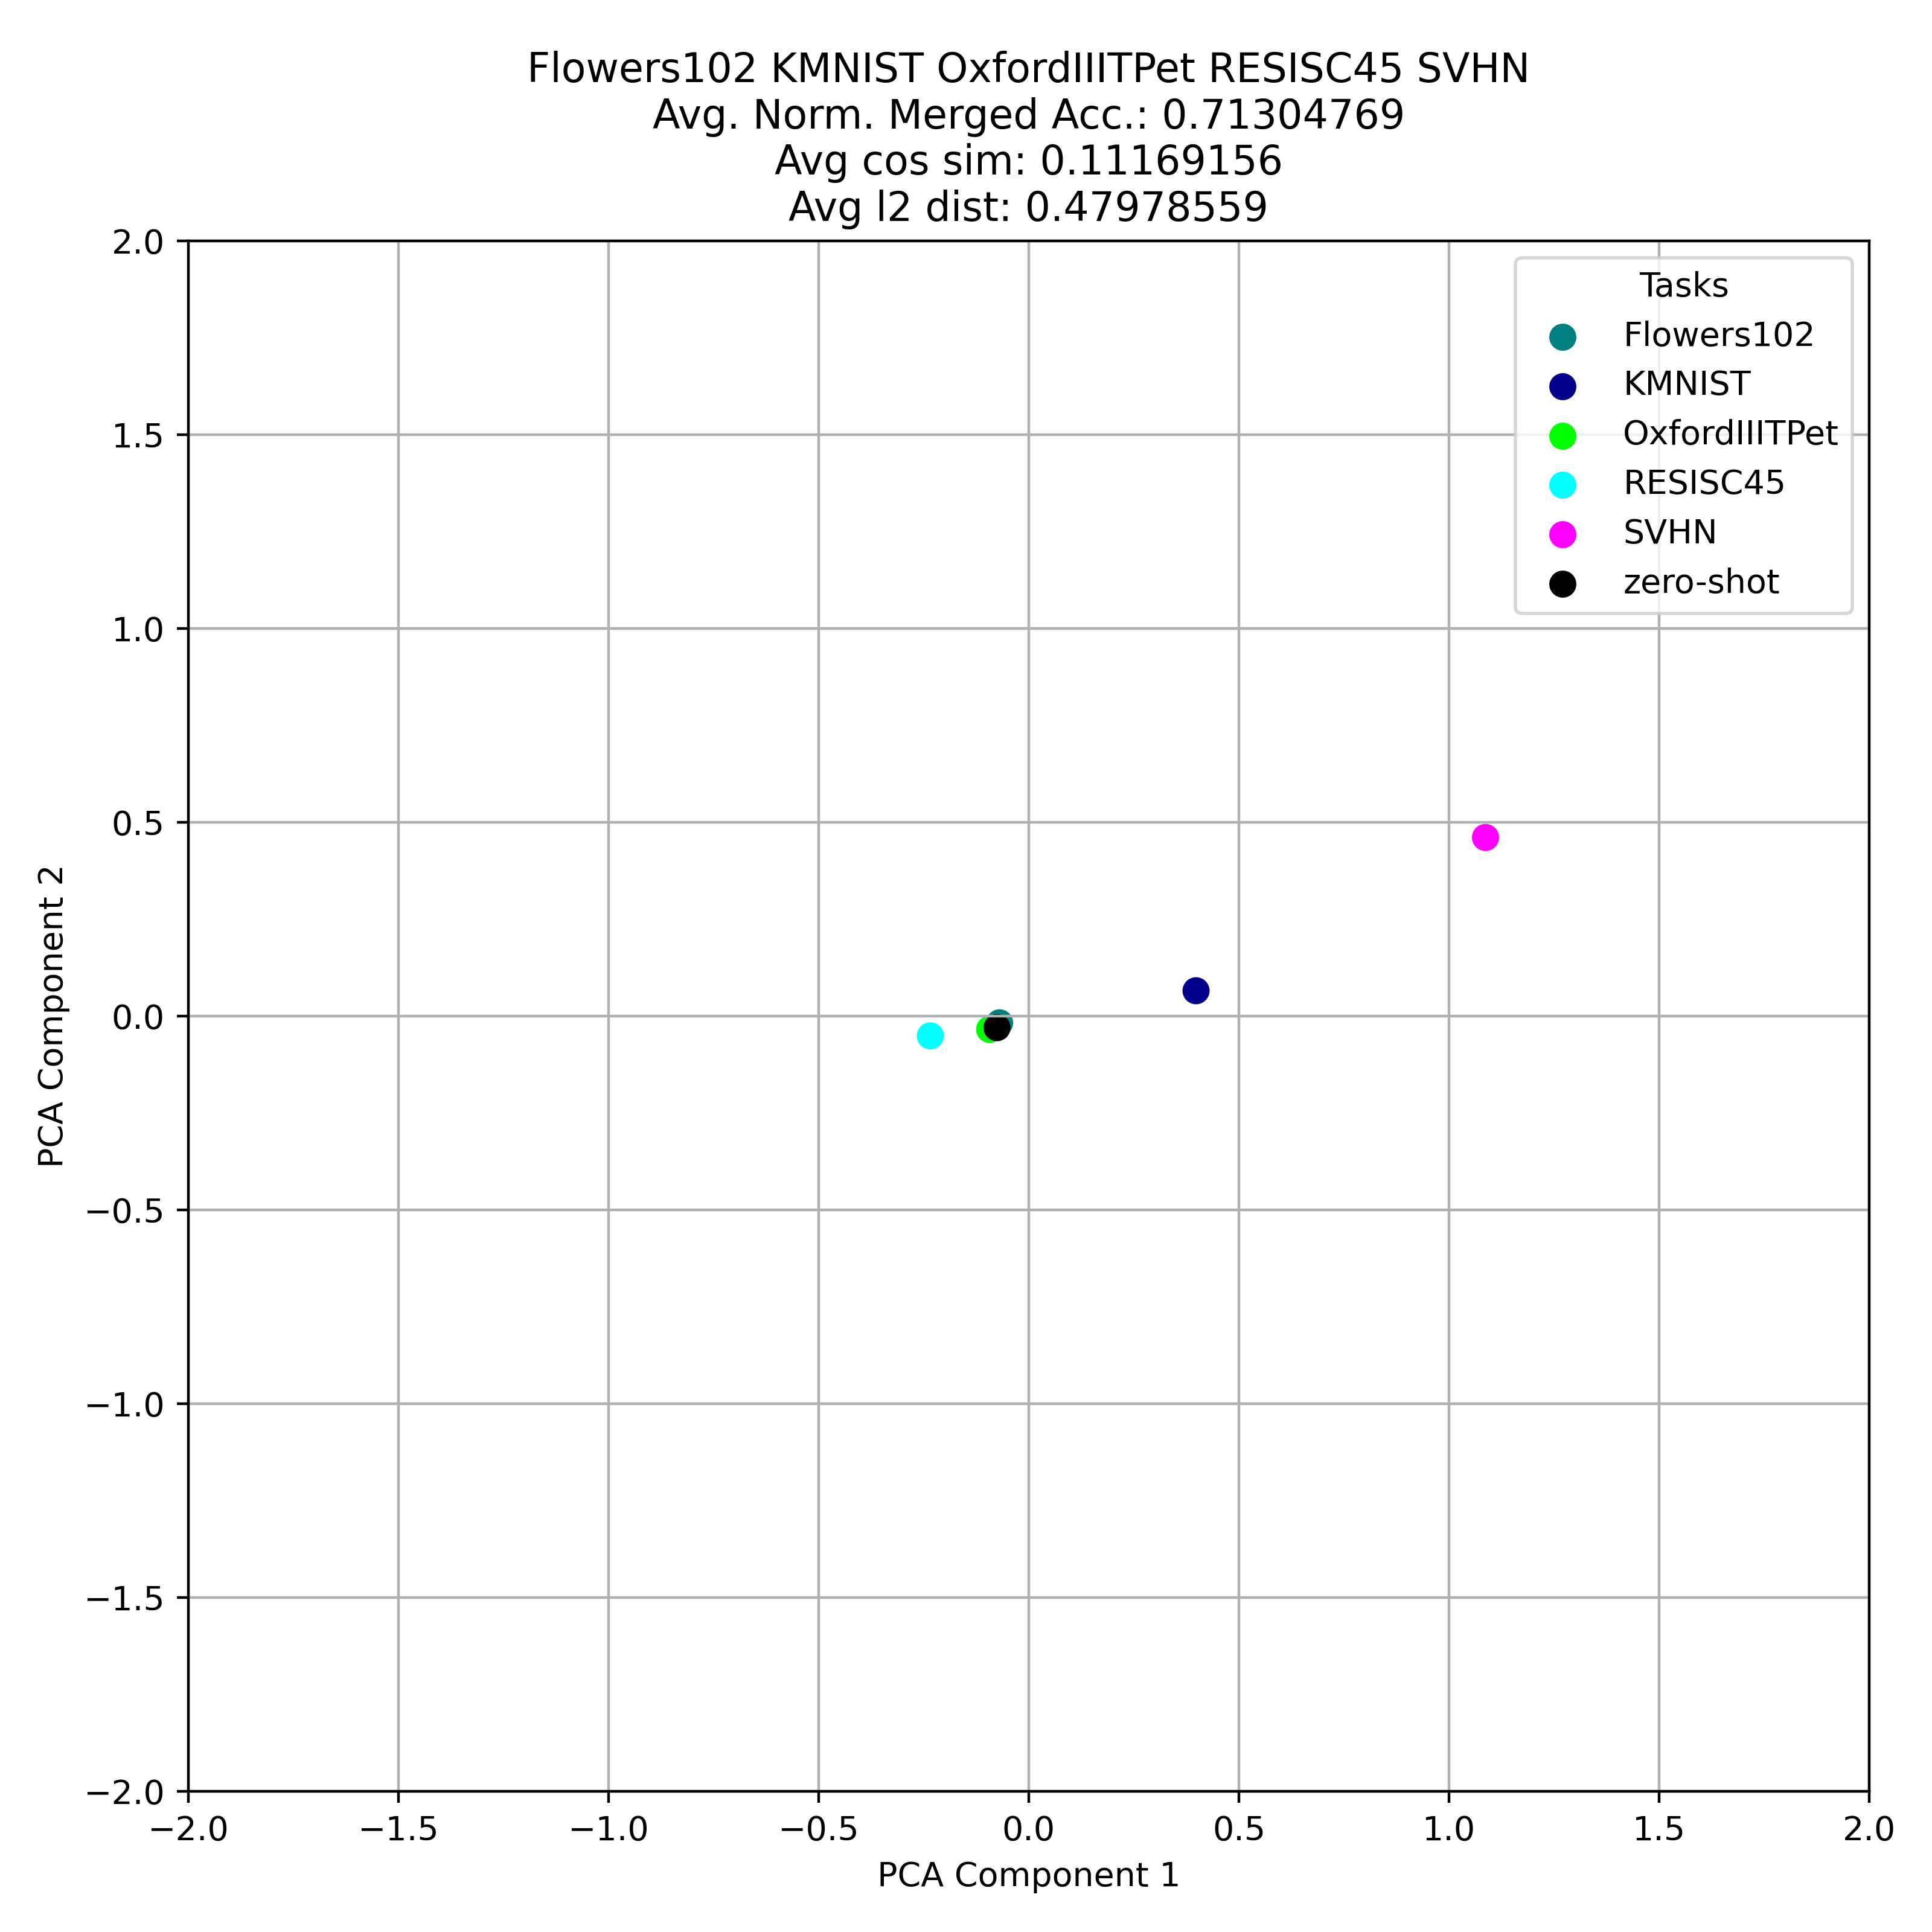 Flowers102 KMNIST OxfordIIITPet RESISC45 SVHN
Avg. Norm. Merged Acc.: 0.71304769
Avg cos sim: 0.11169156
Avg l2 dist: 0.47978559
2.0
1.5
1.0
0.5
0.0
−0.5
−1.0
−1.5
−2.0
PCA Component 2
Tasks
Flowers102
KMNIST
OxfordIIITPet
RESISC45
SVHN
zero-shot
−2.0 −1.5 −1.0 −0.5 0.0 0.5 1.0 1.5 2.0
PCA Component 1